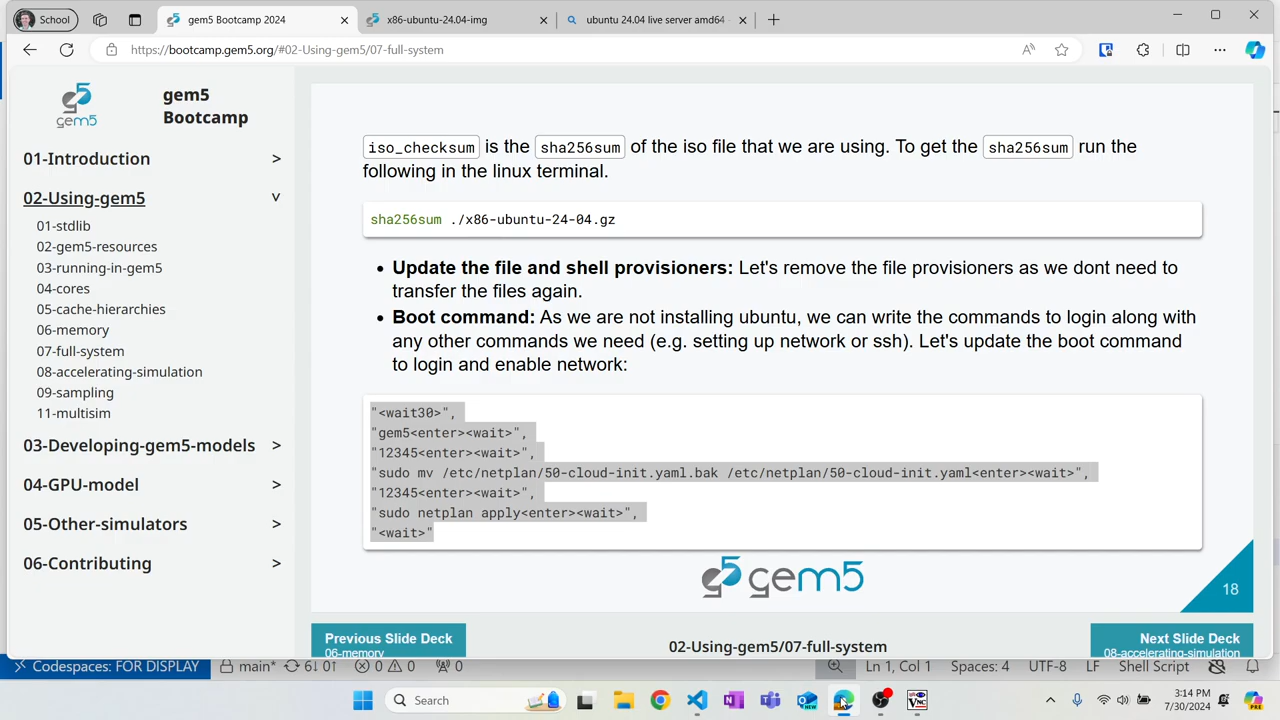 School
gem5 Bootcamp 2024
x86-ubuntu-24.04-img
ubuntu 24.04 live server amd64 -
https://bootcamp.gem5.org/#02-Using-gem5/07-full-system
gem5
gem5
Bootcamp
01-Introduction >
02-Using-gem5 v
01-stdlib
02-gem5-resources
03-running-in-gem5
04-cores
05-cache-hierarchies
06-memory
07-full-system
08-accelerating-simulation
09-sampling
11-multisim
03-Developing-gem5-models >
04-GPU-model >
05-Other-simulators >
06-Contributing >
iso_checksum is the sha256sum of the iso file that we are using. To get the sha256sum run the
following in the linux terminal.
sha256sum ./x86-ubuntu-24-04.gz
• Update the file and shell provisioners: Let's remove the file provisioners as we dont need to
transfer the files again.
• Boot command: As we are not installing ubuntu, we can write the commands to login along with
any other commands we need (e.g. setting up network or ssh). Let's update the boot command
to login and enable network:
"<wait30>",
"gem5<enter><wait>",
"12345<enter><wait>",
"sudo mv /etc/netplan/50-cloud-init.yaml.bak /etc/netplan/50-cloud-init.yaml<enter><wait>",
"12345<enter><wait>",
"sudo netplan apply<enter><wait>",
"<wait>"
gem5
18
Previous Slide Deck
06-memory
02-Using-gem5/07-full-system
Next Slide Deck
08-accelerating-simulation
Codespaces: FOR DISPLAY main* 6↓ 0↑ 0 0 0 Ln 1, Col 1 Spaces: 4 UTF-8 LF Shell Script
Search
3:14 PM
7/30/2024